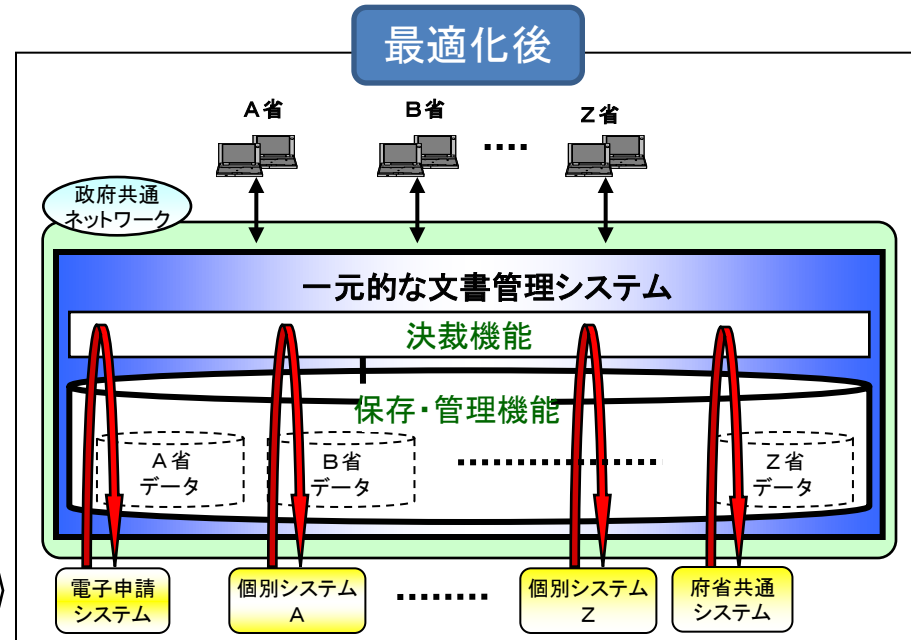 最適化後
A省
B省
Z省
政府共通
ネットワーク
一元的な文書管理システム
決裁機能
保存・管理機能
A省
データ
B省
データ
Z省
データ
電子申請
システム
個別システム
A
個別システム
Z
府省共通
システム